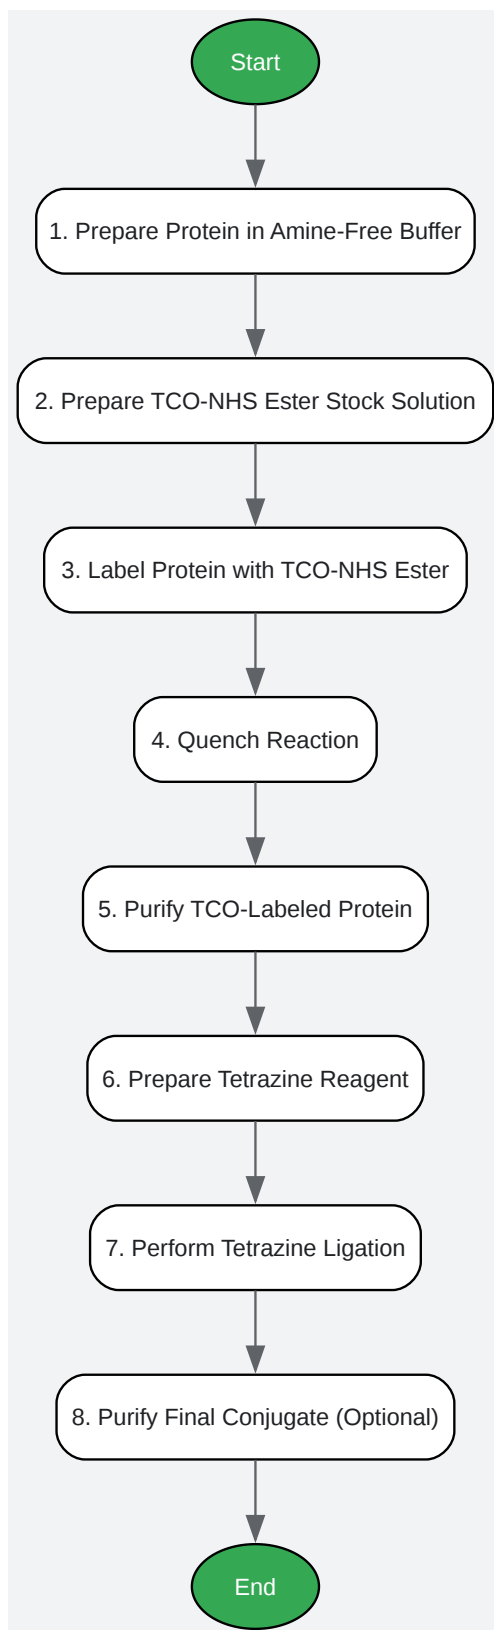 Start
1. Prepare Protein in Amine-Free Buffer
2. Prepare TCO-NHS Ester Stock Solution
3. Label Protein with TCO-NHS Ester
4. Quench Reaction
5. Purify TCO-Labeled Protein
6. Prepare Tetrazine Reagent
7. Perform Tetrazine Ligation
8. Purify Final Conjugate (Optional)
End